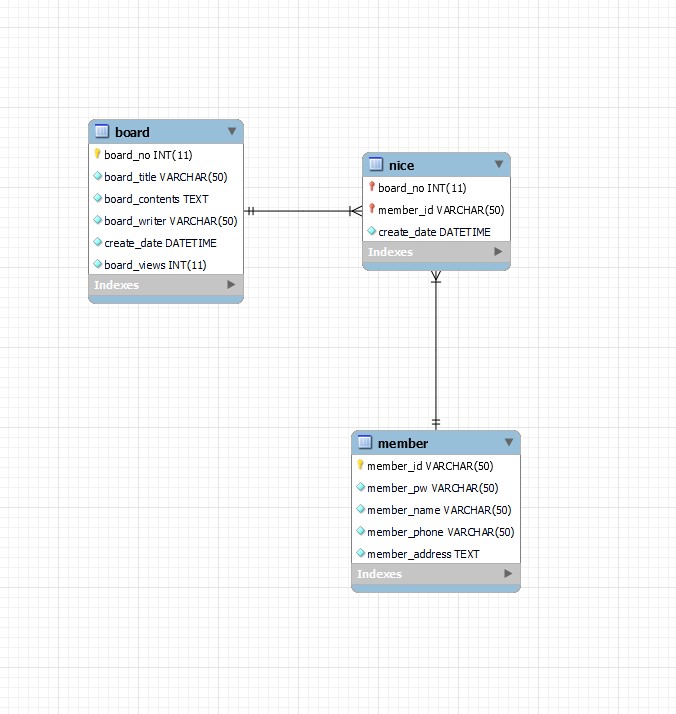 board
board_no INT(11)
board_title VARCHAR(50)
board_contents TEXT
board_writer VARCHAR(50)
create_date DATETIME
board_views INT(11)
Indexes
nice
board_no INT(11)
member_id VARCHAR(50)
create_date DATETIME
Indexes
member
member_id VARCHAR(50)
member_pw VARCHAR(50)
member_name VARCHAR(50)
member_phone VARCHAR(50)
member_address TEXT
Indexes